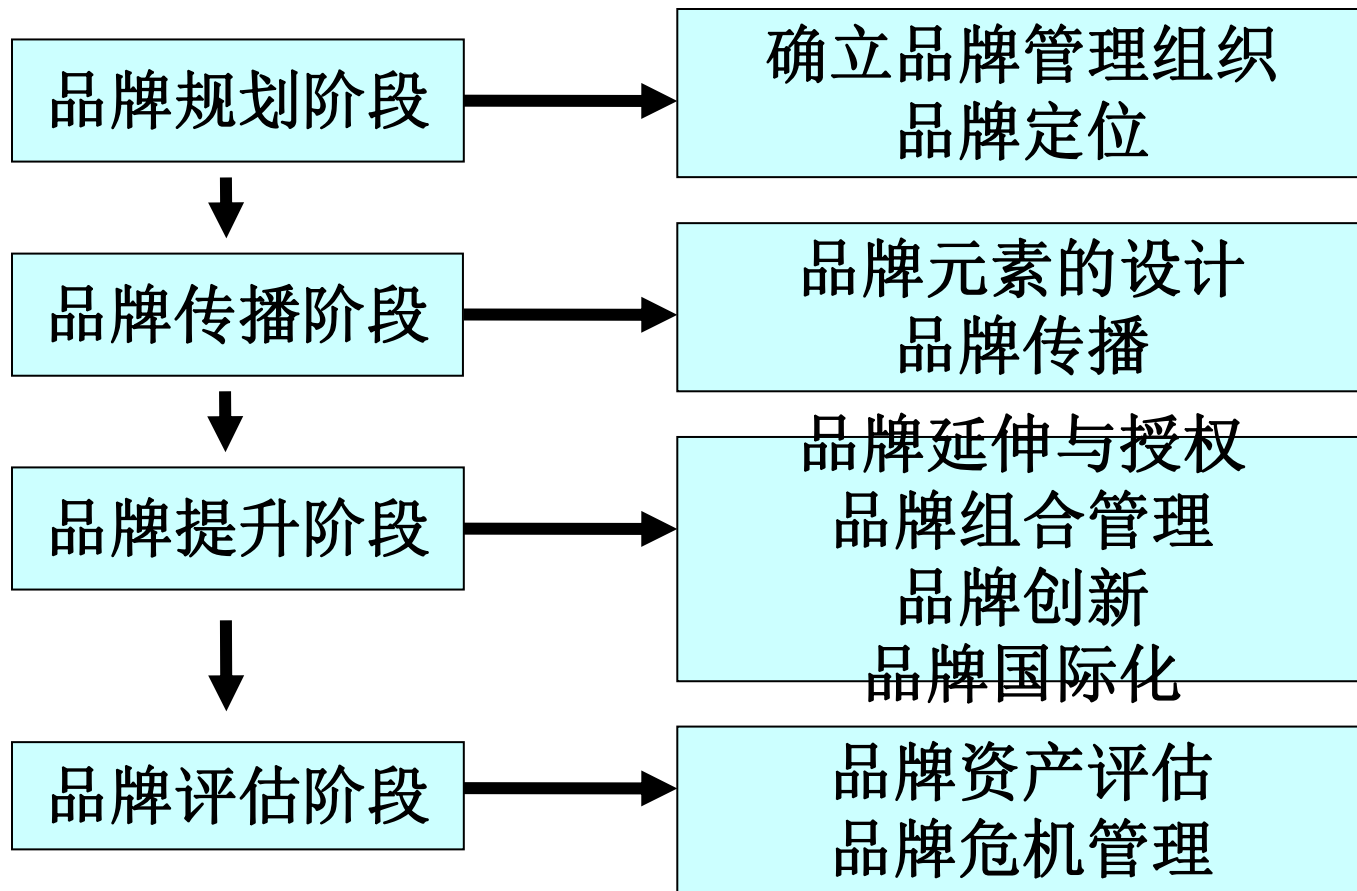 品牌规划阶段
确立品牌管理组织
品牌定位
品牌传播阶段
品牌元素的设计
品牌传播
品牌提升阶段
品牌延伸与授权
品牌组合管理
品牌创新
品牌国际化
品牌评估阶段
品牌资产评估
品牌危机管理